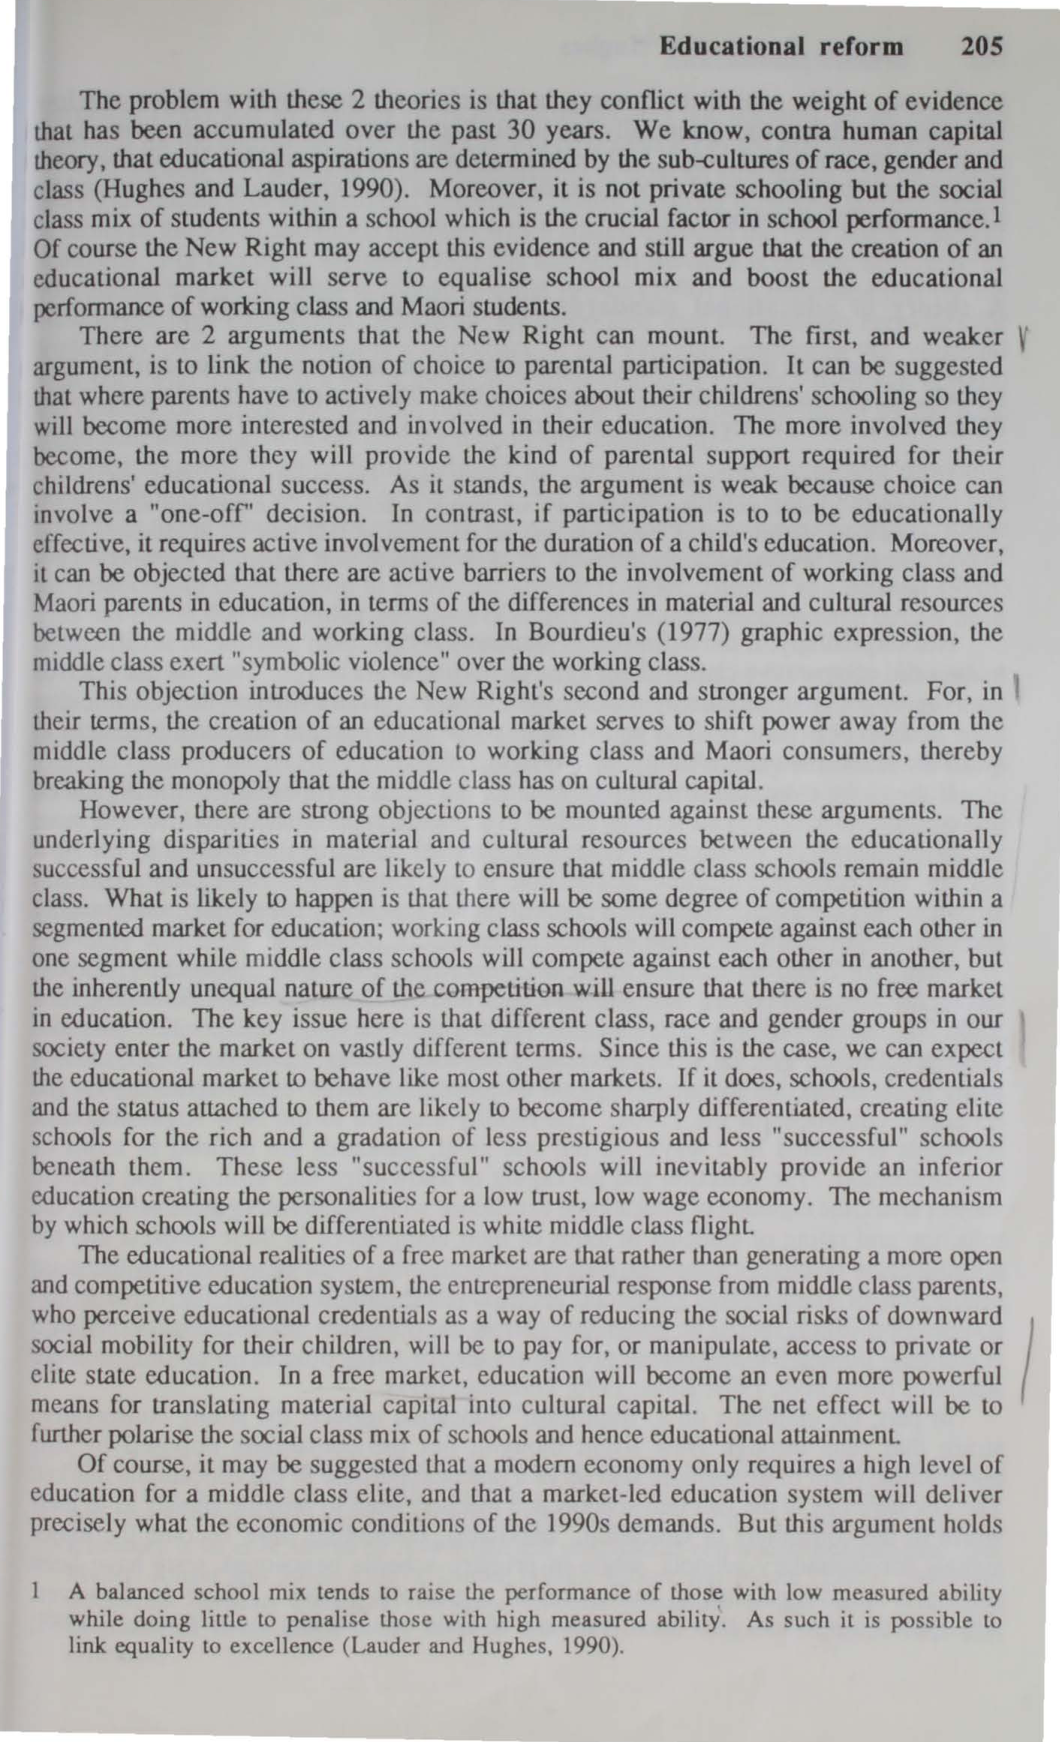 Educational reform 205
The problem with these 2 theories is that they conflict with the weight of evidence
that has been accumulated over the past 30 years. We know, contra human capital
theory, that educational aspirations are determined by the sub-cultures of race, gender and
class (Hughes and Lauder, 1990). Moreover, it is not private schooling but the social
class mix of students within a school which is the crucial factor in school performance.1
Of course the New Right may accept this evidence and still argue that the creation of an
educational market will serve to equalise school mix and boost the educational
performance of working class and Maori students.
There are 2 arguments that the New Right can mount. The first, and weaker
argument, is to link the notion of choice to parental participation. It can be suggested
that where parents have to actively make choices about their childrens' schooling so they
will become more interested and involved in their education. The more involved they
become, the more they will provide the kind of parental support required for their
childrens' educational success. As it stands, the argument is weak because choice can
involve a "one-off" decision. In contrast, if participation is to to be educationally
effective, it requires active involvement for the duration of a child's education. Moreover,
it can be objected that there are active barriers to the involvement of working class and
Maori parents in education, in terms of the differences in material and cultural resources
between the middle and working class. In Bourdieu's (1977) graphic expression, the
middle class exert "symbolic violence" over the working class.
This objection introduces the New Right's second and stronger argument. For, in
their terms, the creation of an educational market serves to shift power away from the
middle class producers of education to working class and Maori consumers, thereby
breaking the monopoly that the middle class has on cultural capital.
However, there are strong objections to be mounted against these arguments. The
underlying disparities in material and cultural resources between the educationally
successful and unsuccessful are likely to ensure that middle class schools remain middle
class. What is likely to happen is that there will be some degree of competition within a
segmented market for education; working class schools will compete against each other in
one segment while middle class schools will compete against each other in another, but
the inherently unequal nature of the competition will ensure that there is no free market
in education. The key issue here is that different class, race and gender groups in our
society enter the market on vastly different terms. Since this is the case, we can expect
the educational market to behave like most other markets. If it does, schools, credentials
and the status attached to them are likely to become sharply differentiated, creating elite
schools for the rich and a gradation of less prestigious and less "successful" schools
beneath them. These less "successful" schools will inevitably provide an inferior
education creating the personalities for a low trust, low wage economy. The mechanism
by which schools will be differentiated is white middle class flight.
The educational realities of a free market are that rather than generating a more open
and competitive education system, the entrepreneurial response from middle class parents,
who perceive educational credentials as a way of reducing the social risks of downward
social mobility for their children, will be to pay for, or manipulate, access to private or
elite state education. In a free market, education will become an even more powerful
means for translating material capital into cultural capital. The net effect will be to
further polarise the social class mix of schools and hence educational attainment.
Of course, it may be suggested that a modern economy only requires a high level of
education for a middle class elite, and that a market-led education system will deliver
precisely what the economic conditions of the 1990s demands. But this argument holds
1 A balanced school mix tends to raise the performance of those with low measured ability
while doing little to penalise those with high measured ability. As such it is possible to
link equality to excellence (Lauder and Hughes, 1990).